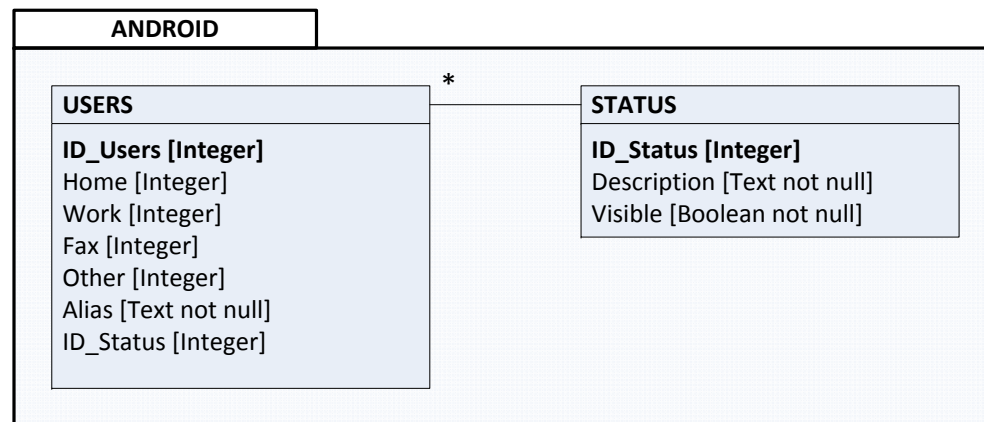 ANDROID
*
USERS
ID_Users [Integer]
Home [Integer]
Work [Integer]
Fax [Integer]
Other [Integer]
Alias [Text not null]
ID_Status [Integer]
STATUS
ID_Status [Integer]
Description [Text not null]
Visible [Boolean not null]